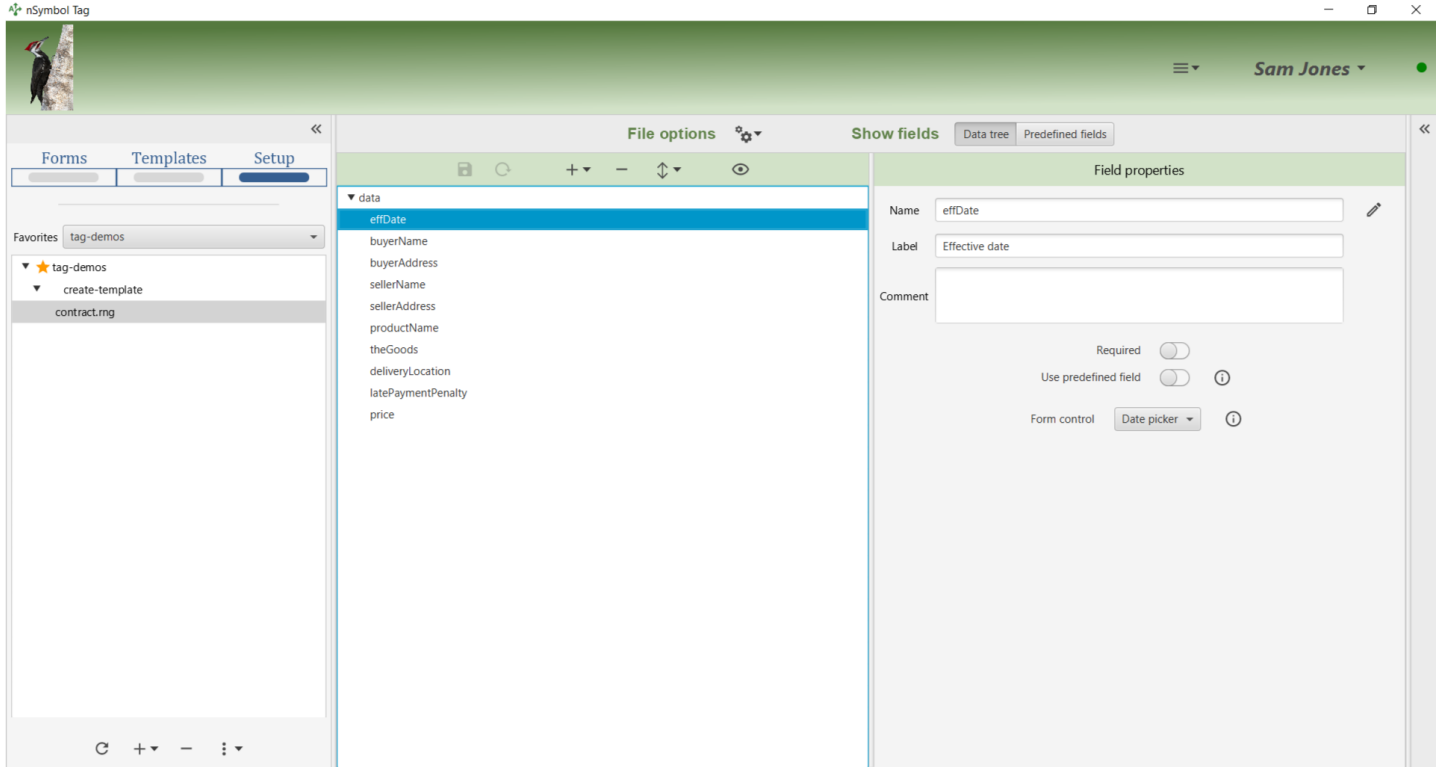 nSymbol Tag
Sam Jones
File options
Show fields
Data tree
Predefined fields
Forms
Templates
Setup
Favorites
tag-demos
tag-demos
create-template
contract.rng
data
effDate
buyerName
buyerAddress
sellerName
sellerAddress
productName
theGoods
deliveryLocation
latePaymentPenalty
price
Field properties
Name
effDate
Label
Effective date
Comment
Required
Use predefined field
Form control
Date picker